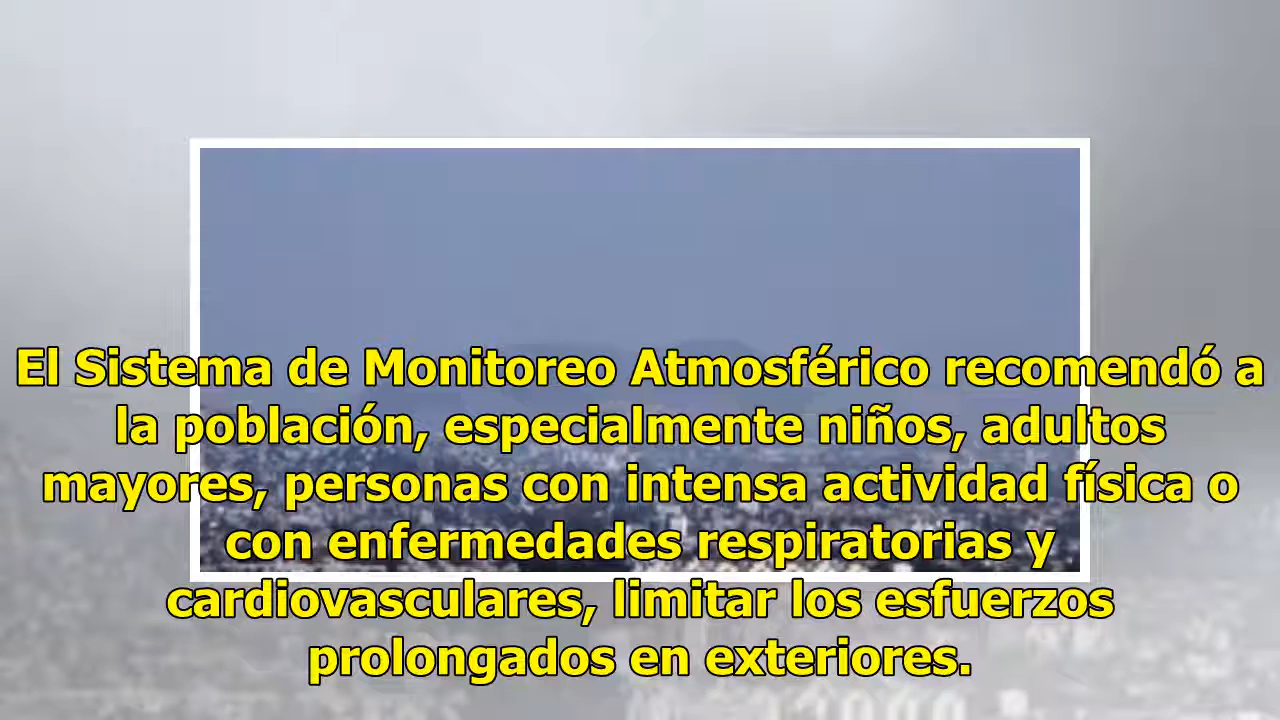 El Sistema de Monitoreo Atmosférico recomendó a
la población, especialmente niños, adultos
mayores, personas con intensa actividad física o
con enfermedades respiratorias y
cardiovasculares, limitar los esfuerzos
prolongados en exteriores.